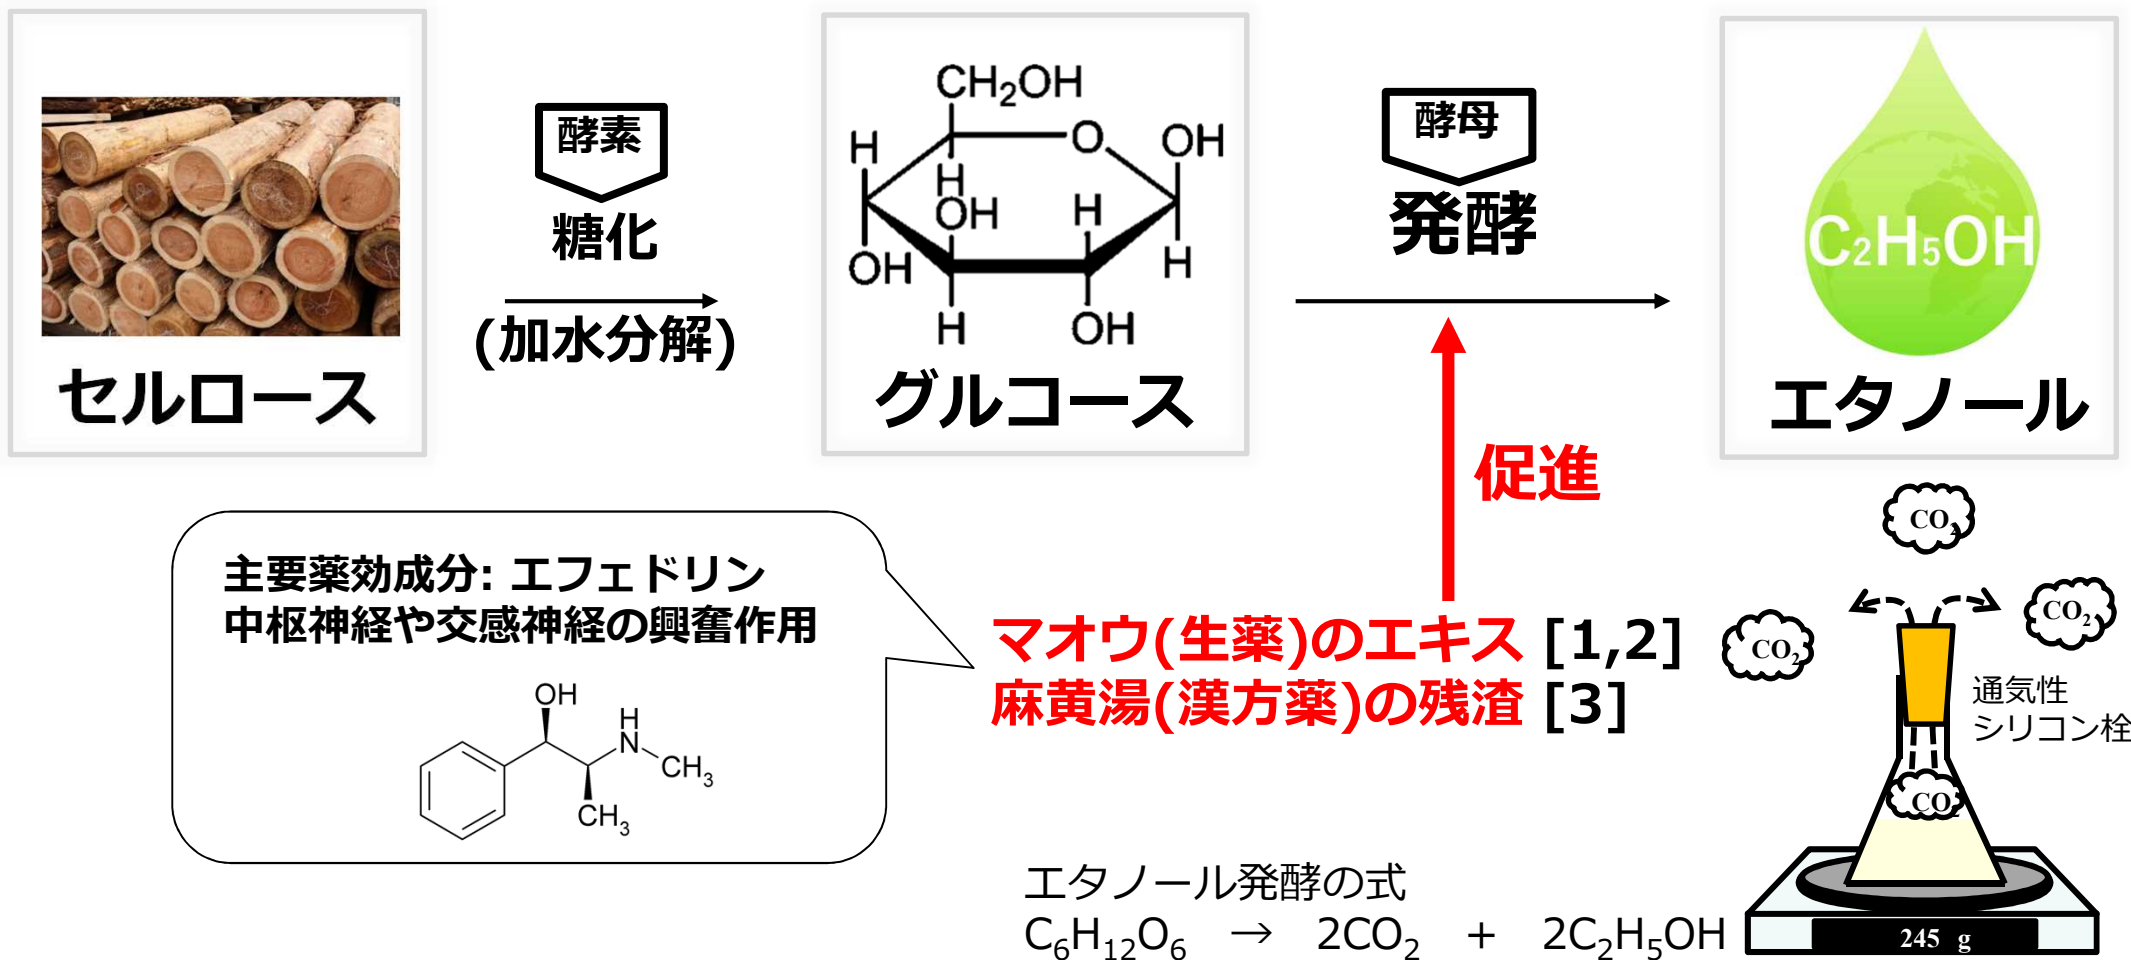 酵素
糖化
(加水分解)
セルロース
CH₂OH
H
O
OH
H
OH
H
OH
H
H
OH
グルコース
酵母
発酵
C₂H₅OH
エタノール
促進
主要薬効成分: エフェドリン
中枢神経や交感神経の興奮作用
OH
H
N
CH₃
CH₃
マオウ(生薬)のエキス [1,2]
麻黄湯(漢方薬)の残渣 [3]
CO₂
CO₂
CO₂
通気性
シリコン栓
CO₂
エタノール発酵の式
C₆H₁₂O₆ → 2CO₂ + 2C₂H₅OH
245 g